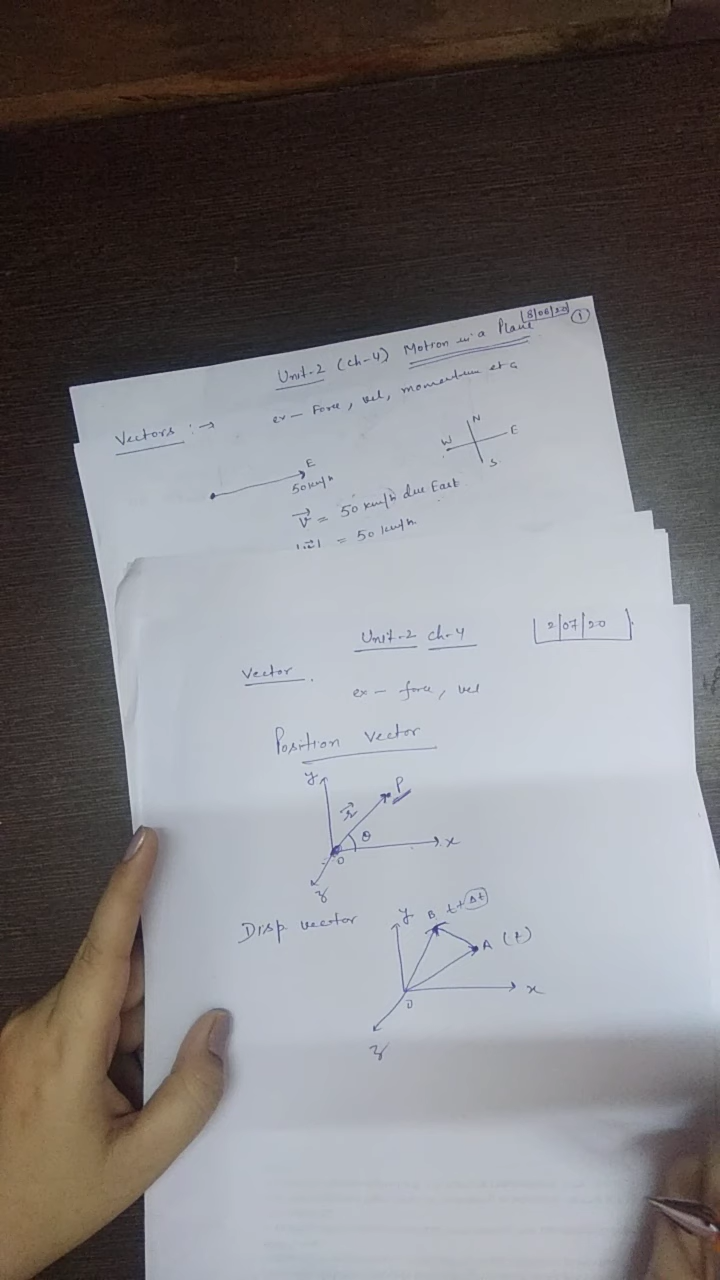 18/06/20 1
Unit-2 (ch-4) Motion in a Plane
Vectors :→ ex – Force, vel, momentum etc
N
W E
S
E
50 km/h
V = 50 km/h due East
|v| = 50 km/h
Unit-2 ch-4 2/07/20
Vector.
ex – force, vel
Position Vector
y
P
r
θ
O x
z
Disp vector
y B t+Δt
A (t)
O x
z